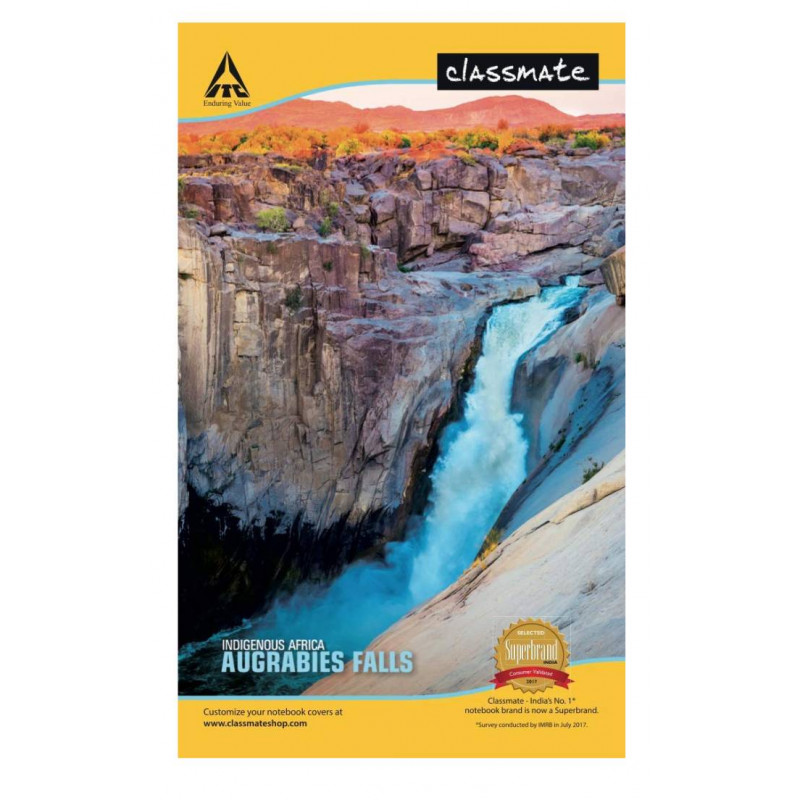 ITC
Enduring Value
classmate
INDIGENOUS AFRICA
AUGRABIES FALLS
SELECTED
Superbrand
INDIA
Consumer Validated
2017
Customize your notebook covers at
www.classmateshop.com
Classmate - India's No. 1*
notebook brand is now a Superbrand.
*Survey conducted by IMRB in July 2017.